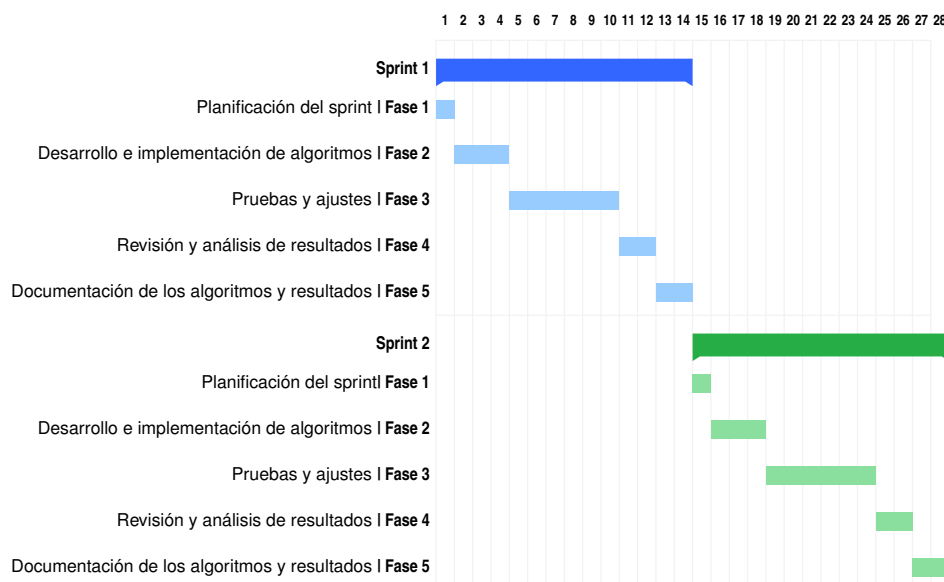 1 2 3 4 5 6 7 8 9 10 11 12 13 14 15 16 17 18 19 20 21 22 23 24 25 26 27 28
Sprint 1
Planificación del sprint | Fase 1
Desarrollo e implementación de algoritmos | Fase 2
Pruebas y ajustes | Fase 3
Revisión y análisis de resultados | Fase 4
Documentación de los algoritmos y resultados | Fase 5
Sprint 2
Planificación del sprint| Fase 1
Desarrollo e implementación de algoritmos | Fase 2
Pruebas y ajustes | Fase 3
Revisión y análisis de resultados | Fase 4
Documentación de los algoritmos y resultados | Fase 5